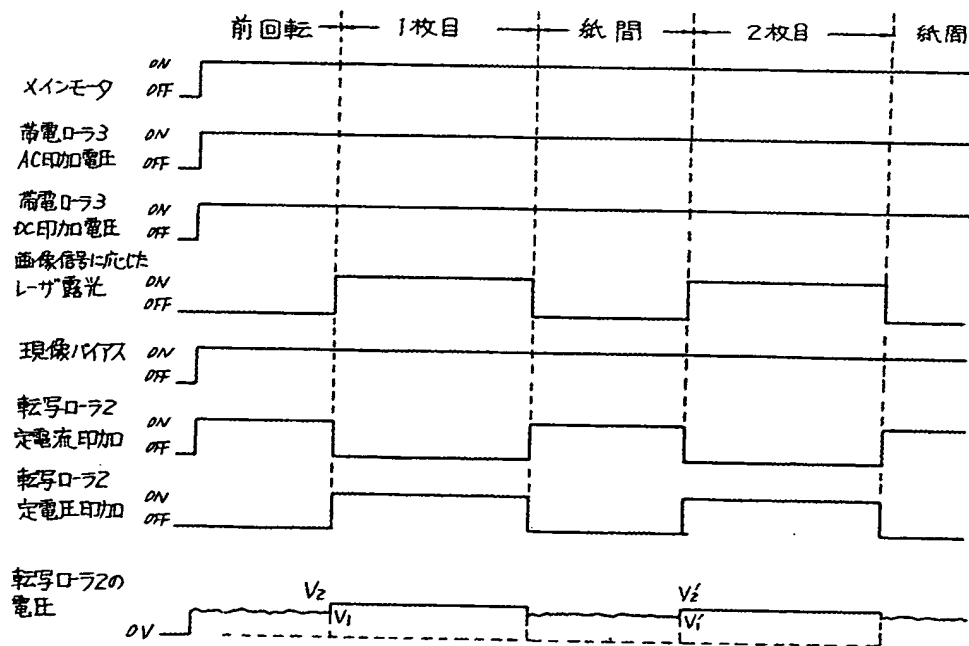 前回転 1枚目 紙間 2枚目 紙間
メインモータ ON OFF
帯電ローラ3 ON
AC印加電圧 OFF
帯電ローラ3 ON
DC印加電圧 OFF
画像信号に応じた
レーザ露光 ON OFF
現像バイアス ON OFF
転写ローラ2 ON
定電流印加 OFF
転写ローラ2 ON
定電圧印加 OFF
転写ローラ2の
電圧
V2 V2'
V1 V1'
0V